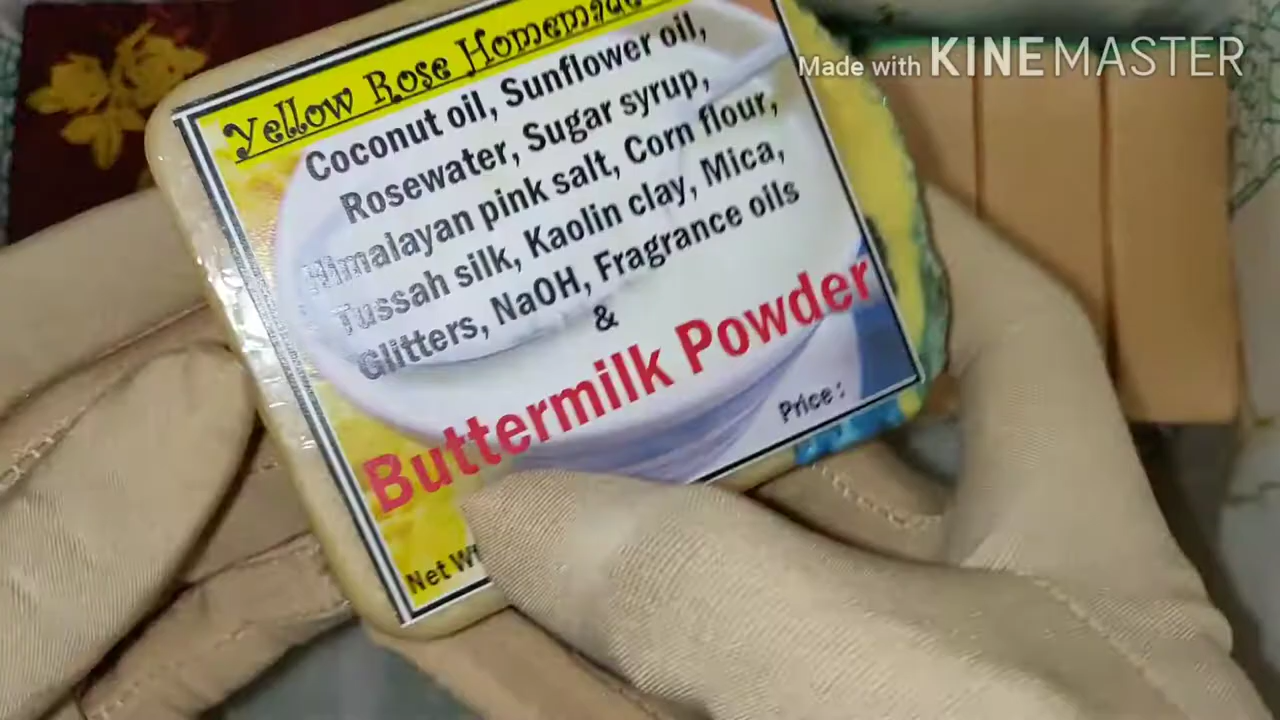 Made with KINEMASTER
Yellow Rose Homemade
Coconut oil, Sunflower oil,
Rosewater, Sugar syrup,
Himalayan pink salt, Corn flour,
Tussah silk, Kaolin clay, Mica,
Glitters, NaOH, Fragrance oils
&
Buttermilk Powder
Price :
Net W